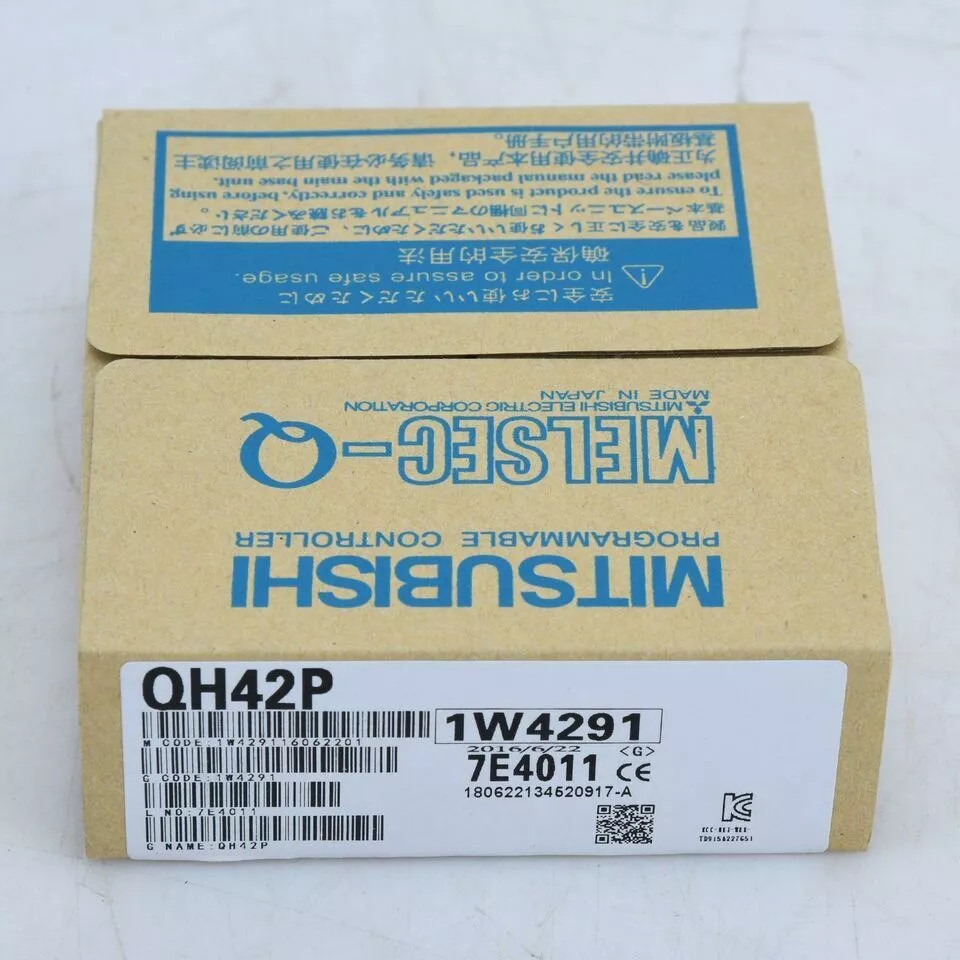 安全にお使いいただくために
In order to assure safe usage.
确保安全的用法
製品を安全に正しくお使いいただくために、ご使用の前に必ず
基本ベースユニットに同梱のマニュアルをお読みください。
To ensure the product is used safely and correctly, before using
please read the manual packaged with the main base unit.
为正确并安全使用本产品，请务必在使用之前阅读主
基板附带的用户手册。
MITSUBISHI
PROGRAMMABLE CONTROLLER
MELSEC-Q
MITSUBISHI ELECTRIC CORPORATION
MADE IN JAPAN
QH42P
M CODE:1W429116062201
1W4291
2016/6/22 <G>
G CODE:1W4291
7E4011 CE
180622134520917-A
L NO:7E4011
G NAME:QH42P